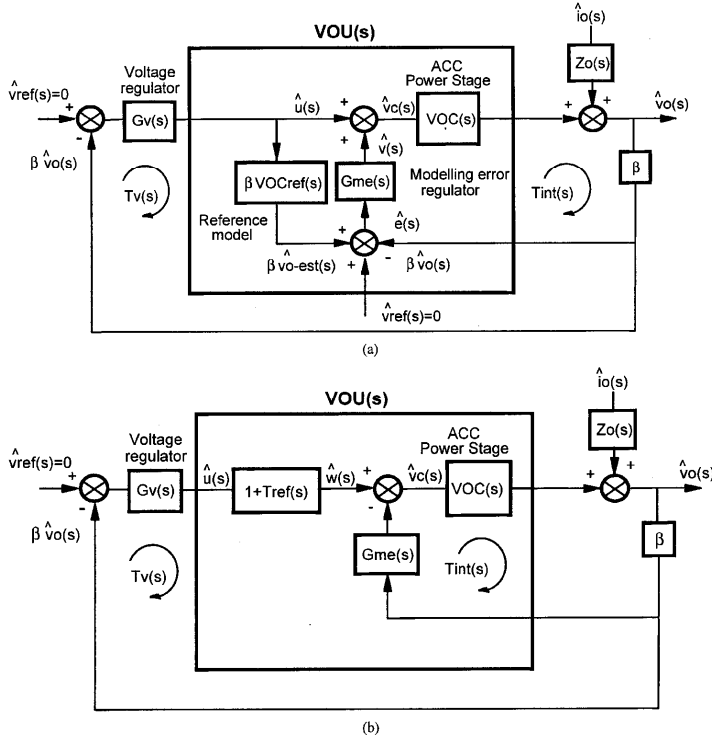 VOU(s)
^io(s)
Zo(s)
Voltage regulator
ACC Power Stage
^vref(s)=0
+
-
Gv(s)
^u(s)
+
+
^vc(s)
VOC(s)
+
+
^vo(s)
β ^vo(s)
Tv(s)
^v(s)
β VOCref(s)
Gme(s)
Modelling error regulator
Tint(s)
β
Reference model
^e(s)
+
-
+
β ^vo-est(s)
β ^vo(s)
^vref(s)=0
(a)
VOU(s)
^io(s)
Zo(s)
Voltage regulator
ACC Power Stage
^vref(s)=0
+
-
Gv(s)
^u(s)
1+Tref(s)
^w(s)
+
-
^vc(s)
VOC(s)
+
+
^vo(s)
β ^vo(s)
Tv(s)
Gme(s)
Tint(s)
β
(b)